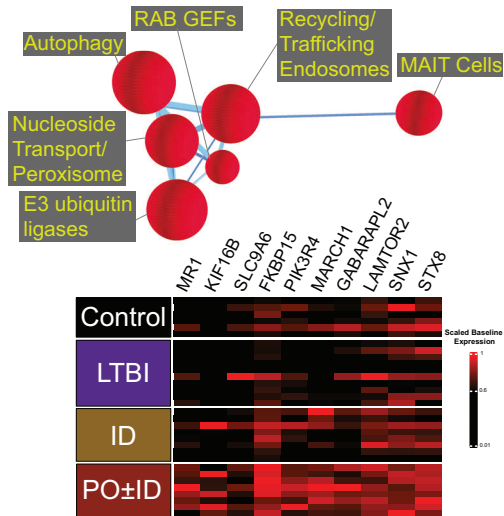 RAB GEFs
Autophagy
Recycling/
Trafficking
Endosomes
MAIT Cells
Nucleoside
Transport/
Peroxisome
E3 ubiquitin
ligases
MR1
KIF16B
SLC9A6
FKBP15
PIK3R4
MARCH1
GABARAPL2
LAMTOR2
SNX1
STX8
Control
LTBI
ID
PO±ID
Scaled Baseline
Expression
1
0.6
0.01